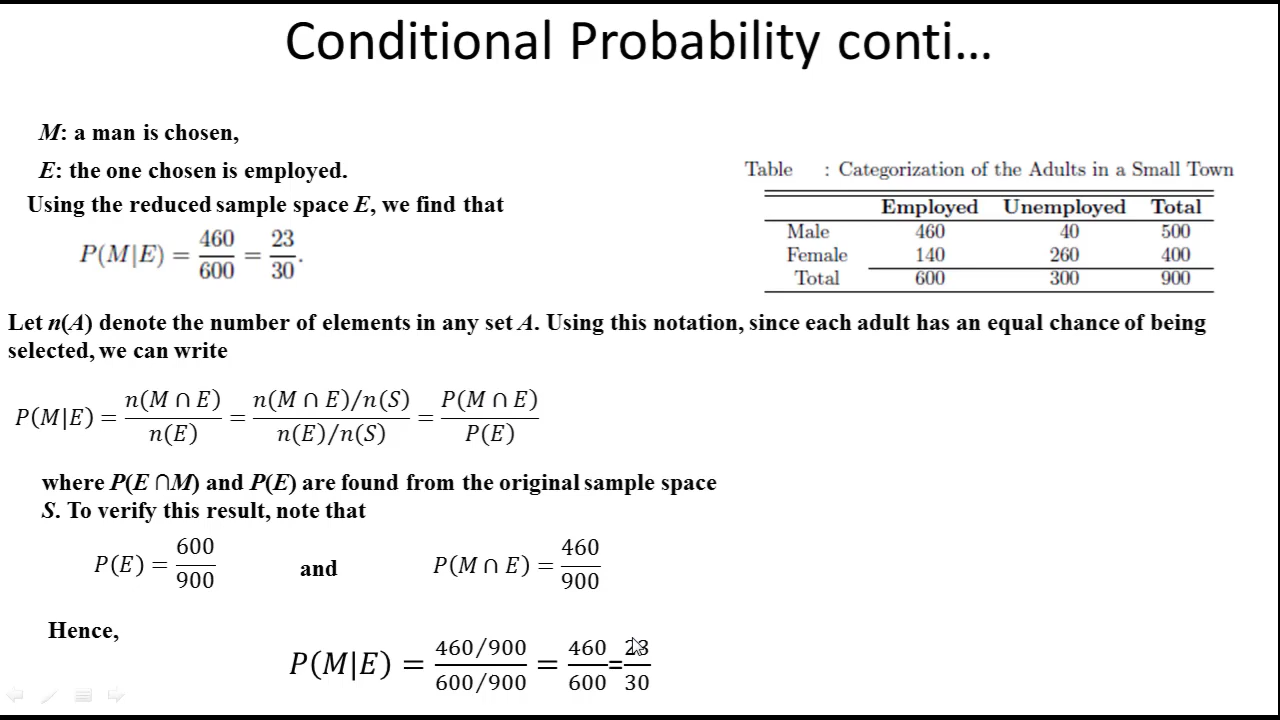 Conditional Probability conti…
M: a man is chosen,
E: the one chosen is employed.
Using the reduced sample space E, we find that
P(M|E) = 460/600 = 23/30.
Table : Categorization of the Adults in a Small Town
Employed Unemployed Total
Male 460 40 500
Female 140 260 400
Total 600 300 900
Let n(A) denote the number of elements in any set A. Using this notation, since each adult has an equal chance of being
selected, we can write
P(M|E) = n(M ∩ E)/n(E) = (n(M ∩ E)/n(S))/(n(E)/n(S)) = P(M ∩ E)/P(E)
where P(E ∩M) and P(E) are found from the original sample space
S. To verify this result, note that
P(E) = 600/900 and P(M ∩ E) = 460/900
Hence,
P(M|E) = (460/900)/(600/900) = 460/600=23/30